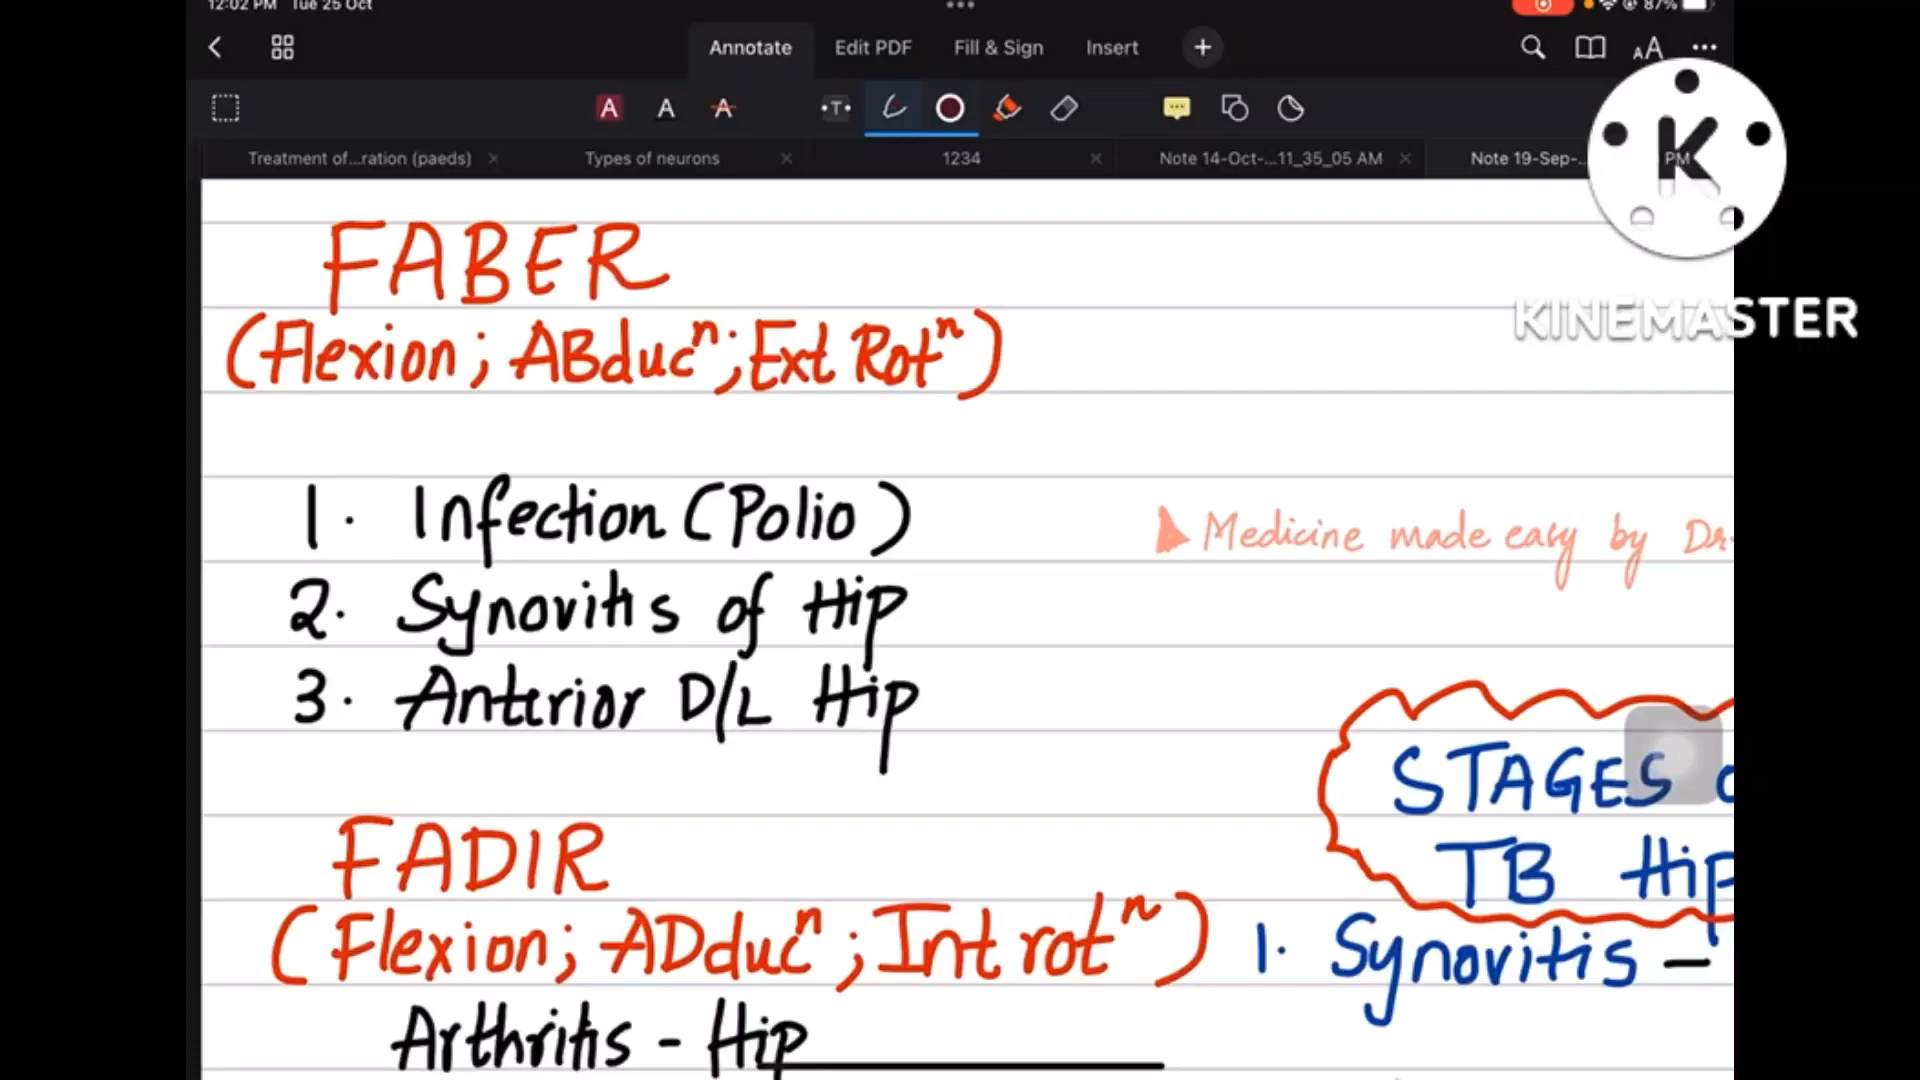 12:02 PM Tue 25 Oct
87%
Annotate Edit PDF Fill & Sign Insert
Treatment of...ration (paeds) Types of neurons 1234 Note 14-Oct-...11_35_05 AM Note 19-Sep-... PM
K
KINEMASTER
FABER
(Flexion; ABducⁿ; Ext Rotⁿ)
1. Infection (Polio)
2. Synovitis of Hip
3. Anterior D/L Hip
Medicine made easy by Dr.
FADIR
(Flexion; ADducⁿ; Int rotⁿ)
Arthritis - Hip
STAGES
TB Hip
1. Synovitis -